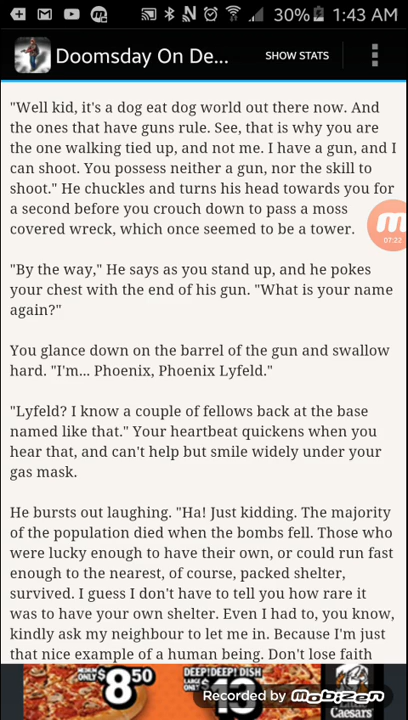 30% 1:43 AM
Doomsday On De... SHOW STATS
"Well kid, it's a dog eat dog world out there now. And
the ones that have guns rule. See, that is why you are
the one walking tied up, and not me. I have a gun, and I
can shoot. You possess neither a gun, nor the skill to
shoot." He chuckles and turns his head towards you for
a second before you crouch down to pass a moss
covered wreck, which once seemed to be a tower.
07:22
"By the way," He says as you stand up, and he pokes
your chest with the end of his gun. "What is your name
again?"
You glance down on the barrel of the gun and swallow
hard. "I'm... Phoenix, Phoenix Lyfeld."
"Lyfeld? I know a couple of fellows back at the base
named like that." Your heartbeat quickens when you
hear that, and can't help but smile widely under your
gas mask.
He bursts out laughing. "Ha! Just kidding. The majority
of the population died when the bombs fell. Those who
were lucky enough to have their own, or could run fast
enough to the nearest, of course, packed shelter,
survived. I guess I don't have to tell you how rare it
was to have your own shelter. Even I had to, you know,
kindly ask my neighbour to let me in. Because I'm just
that nice example of a human being. Don't lose faith
ONLY $8 50
DEEP!DEEP! DISH
ONLY
Recorded by Mobizen
Caesars